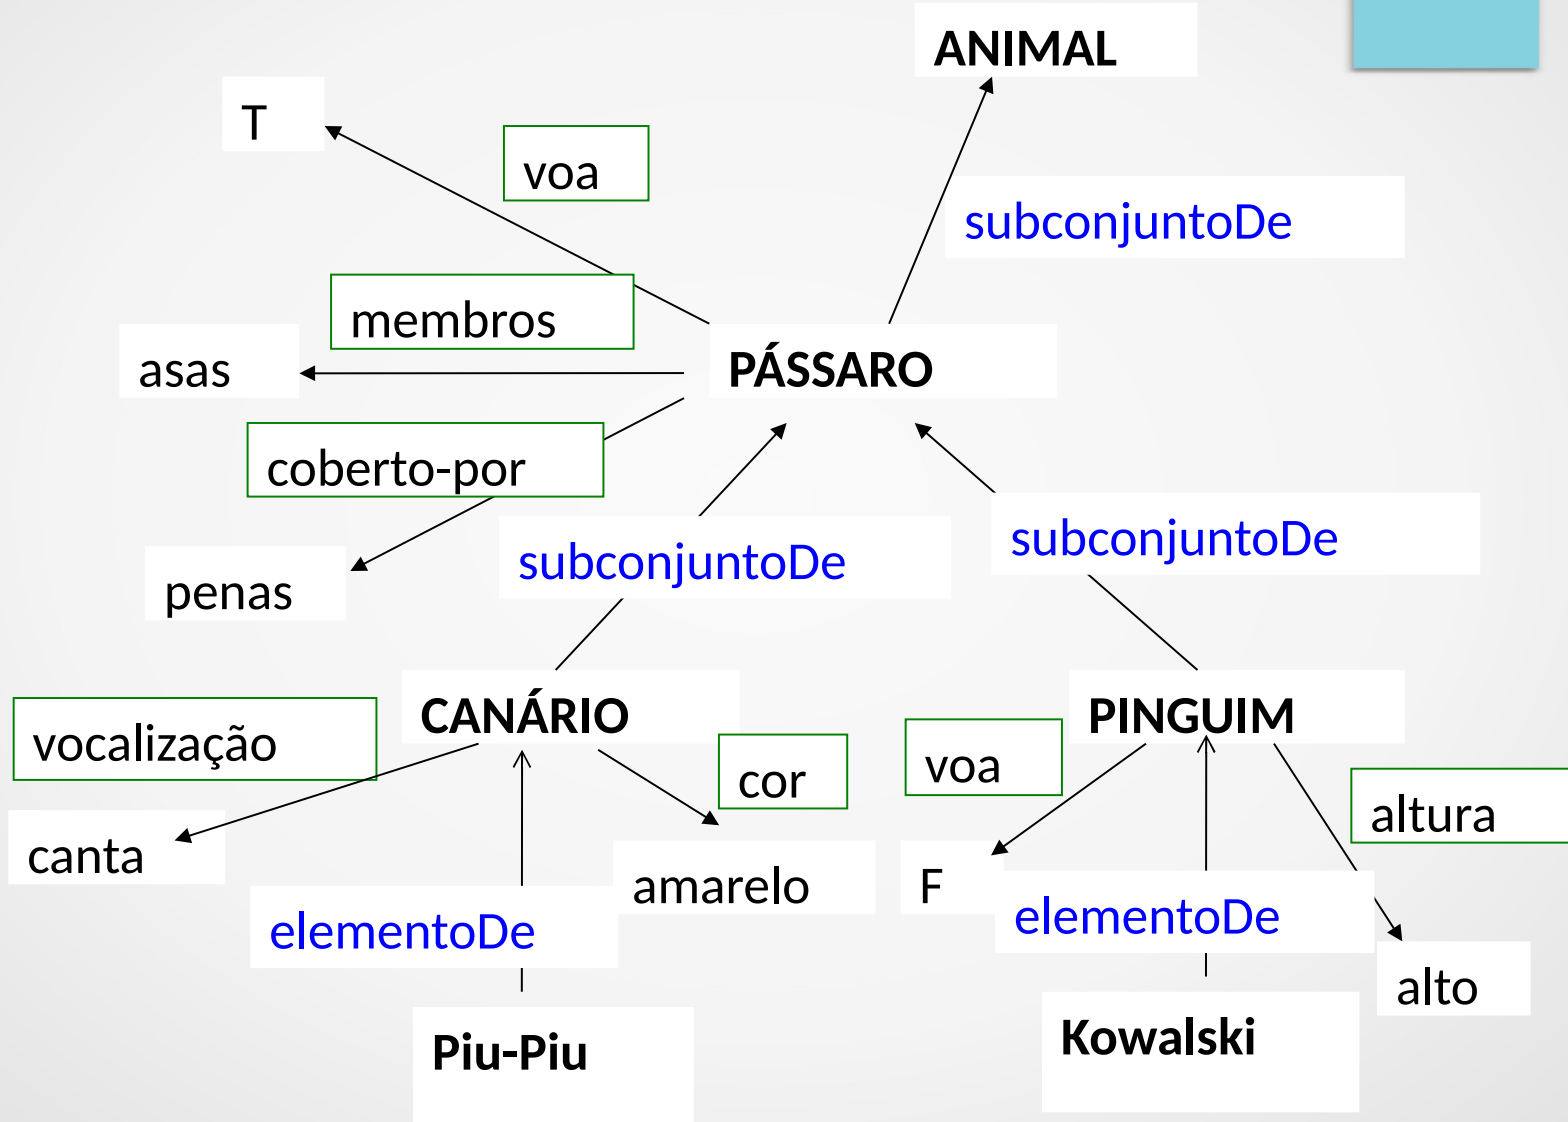 ANIMAL
T
voa
subconjuntoDe
membros
asas
PÁSSARO
coberto-por
subconjuntoDe
subconjuntoDe
penas
CANÁRIO
PINGUIM
vocalização
cor
voa
altura
canta
amarelo
F
elementoDe
elementoDe
alto
Piu-Piu
Kowalski